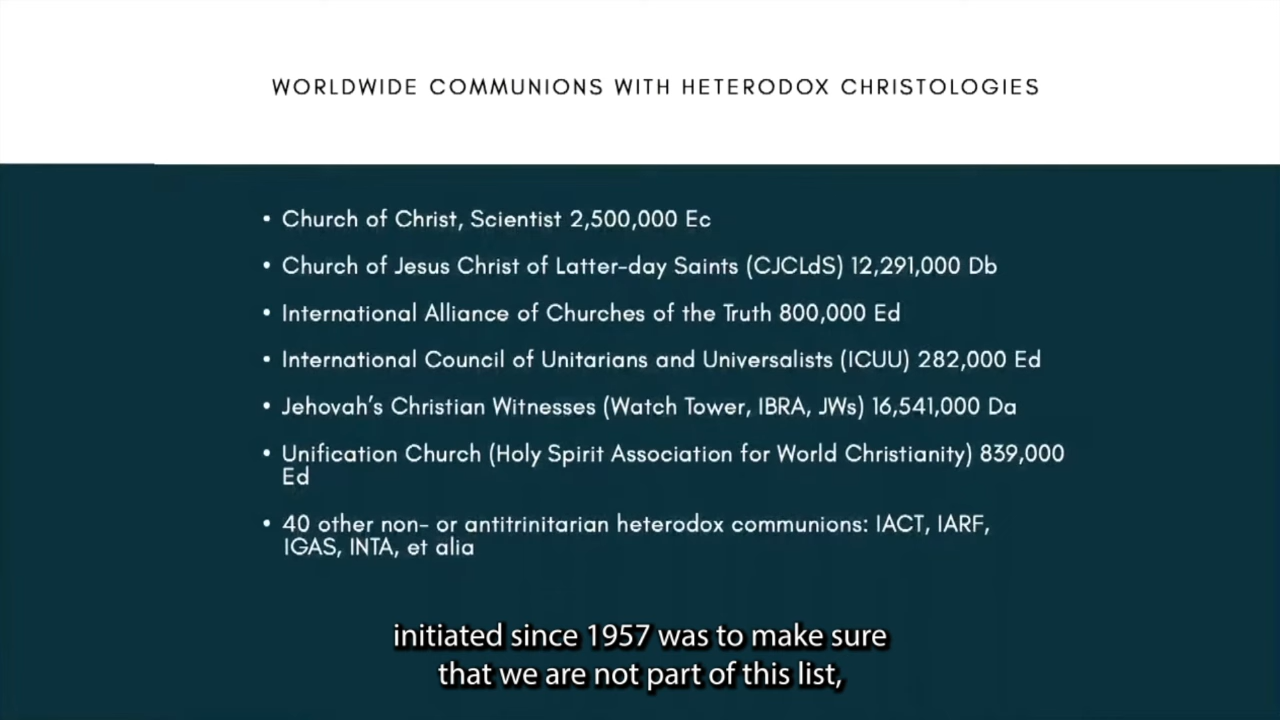 WORLDWIDE COMMUNIONS WITH HETERODOX CHRISTOLOGIES
• Church of Christ, Scientist 2,500,000 Ec
• Church of Jesus Christ of Latter-day Saints (CJCLdS) 12,291,000 Db
• International Alliance of Churches of the Truth 800,000 Ed
• International Council of Unitarians and Universalists (ICUU) 282,000 Ed
• Jehovah's Christian Witnesses (Watch Tower, IBRA, JWs) 16,541,000 Da
• Unification Church (Holy Spirit Association for World Christianity) 839,000
Ed
• 40 other non- or antitrinitarian heterodox communions: IACT, IARF,
IGAS, INTA, et alia
initiated since 1957 was to make sure
that we are not part of this list,